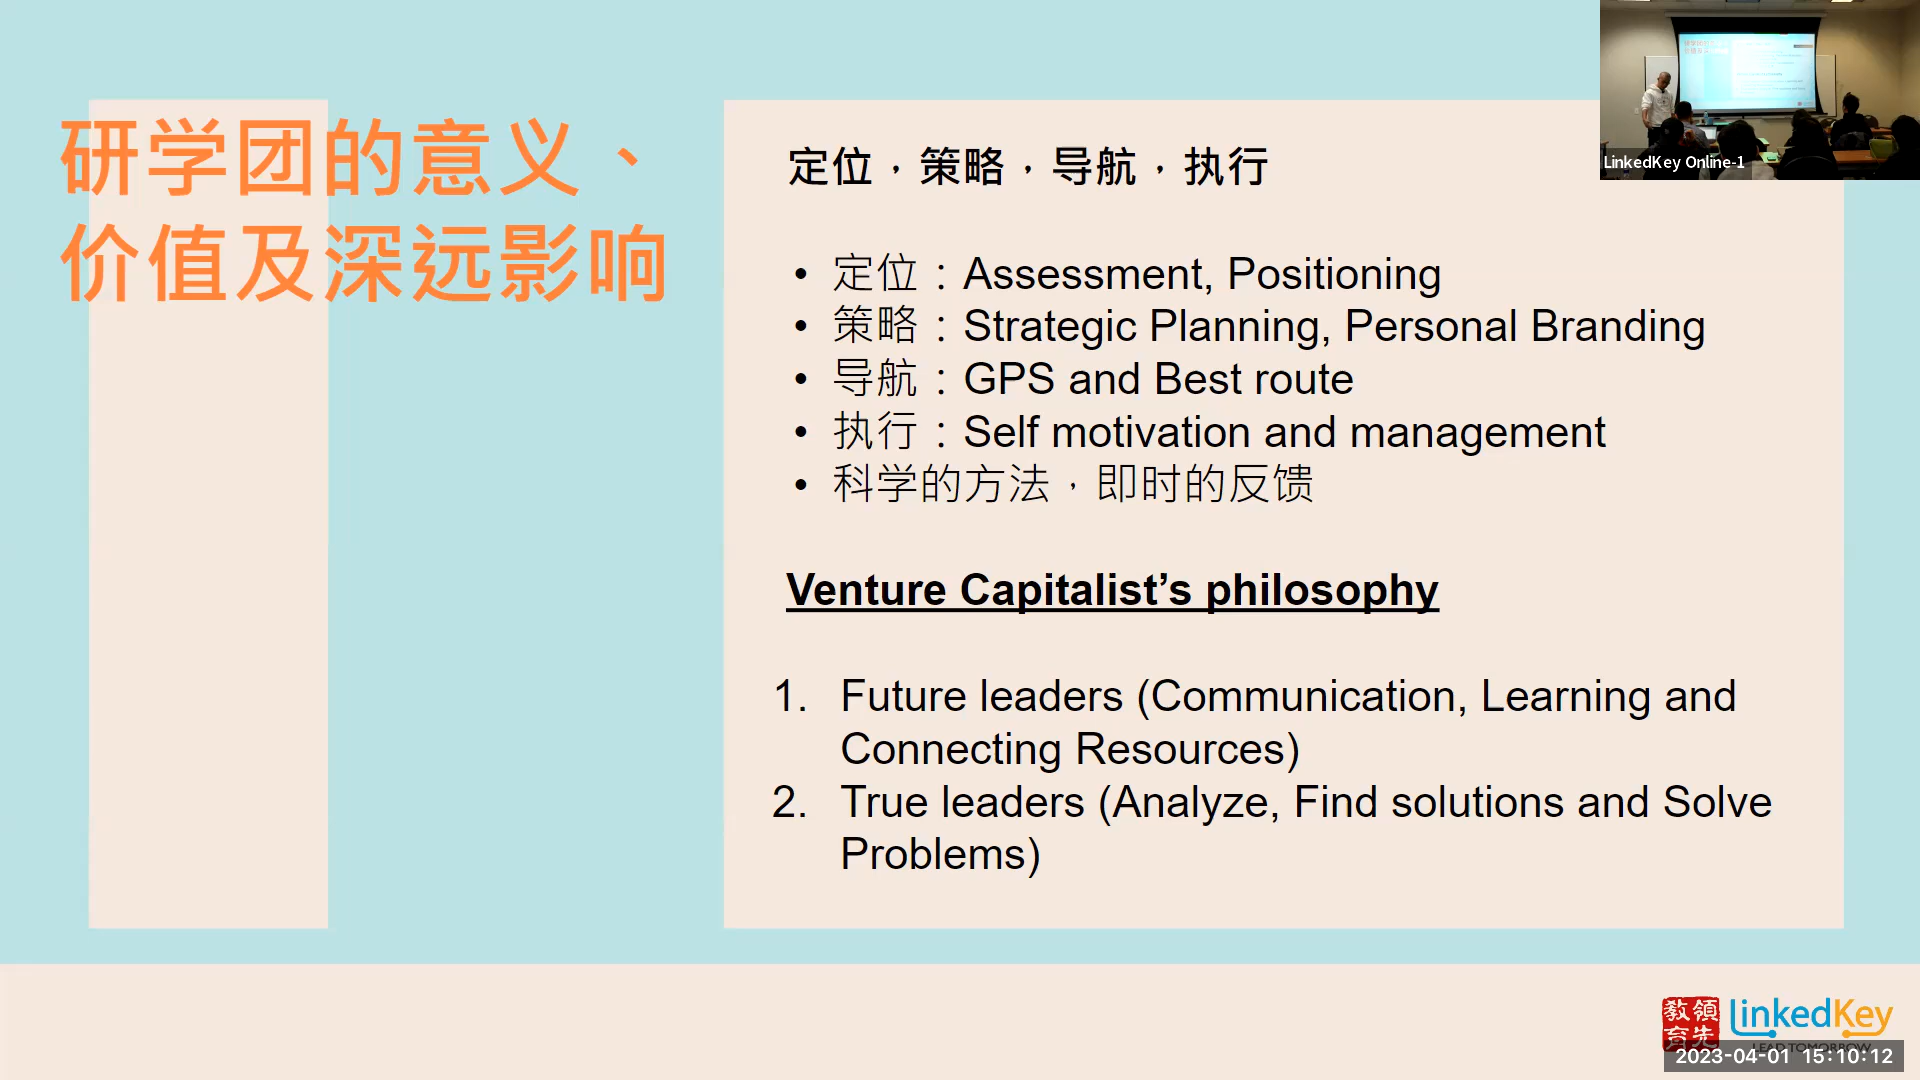 研学团的意义、
价值及深远影响
定位，策略，导航，执行
• 定位：Assessment, Positioning
• 策略：Strategic Planning, Personal Branding
• 导航：GPS and Best route
• 执行：Self motivation and management
• 科学的方法，即时的反馈
Venture Capitalist’s philosophy
1. Future leaders (Communication, Learning and
Connecting Resources)
2. True leaders (Analyze, Find solutions and Solve
Problems)
LinkedKey Online-1
領先
教育
LinkedKey
LEAD TOMORROW
2023-04-01 15:10:12